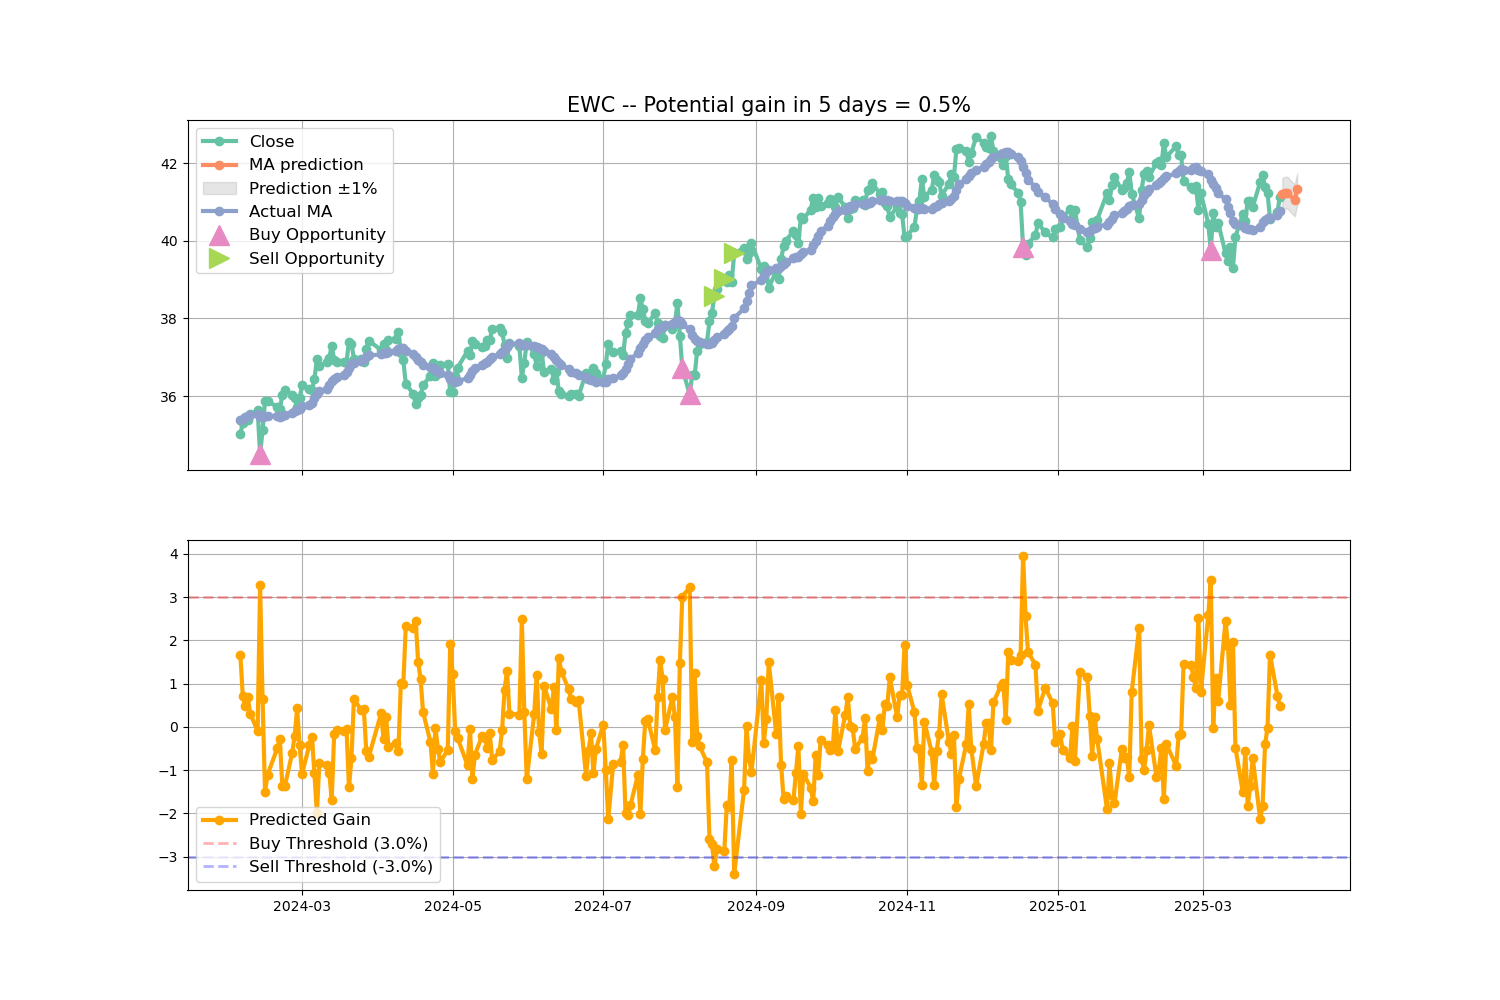 EWC -- Potential gain in 5 days = 0.5%
Close
MA prediction
Prediction ±1%
Actual MA
Buy Opportunity
Sell Opportunity
42
40
38
36
4
3
2
1
0
−1
−2
−3
Predicted Gain
Buy Threshold (3.0%)
Sell Threshold (-3.0%)
2024-03 2024-05 2024-07 2024-09 2024-11 2025-01 2025-03